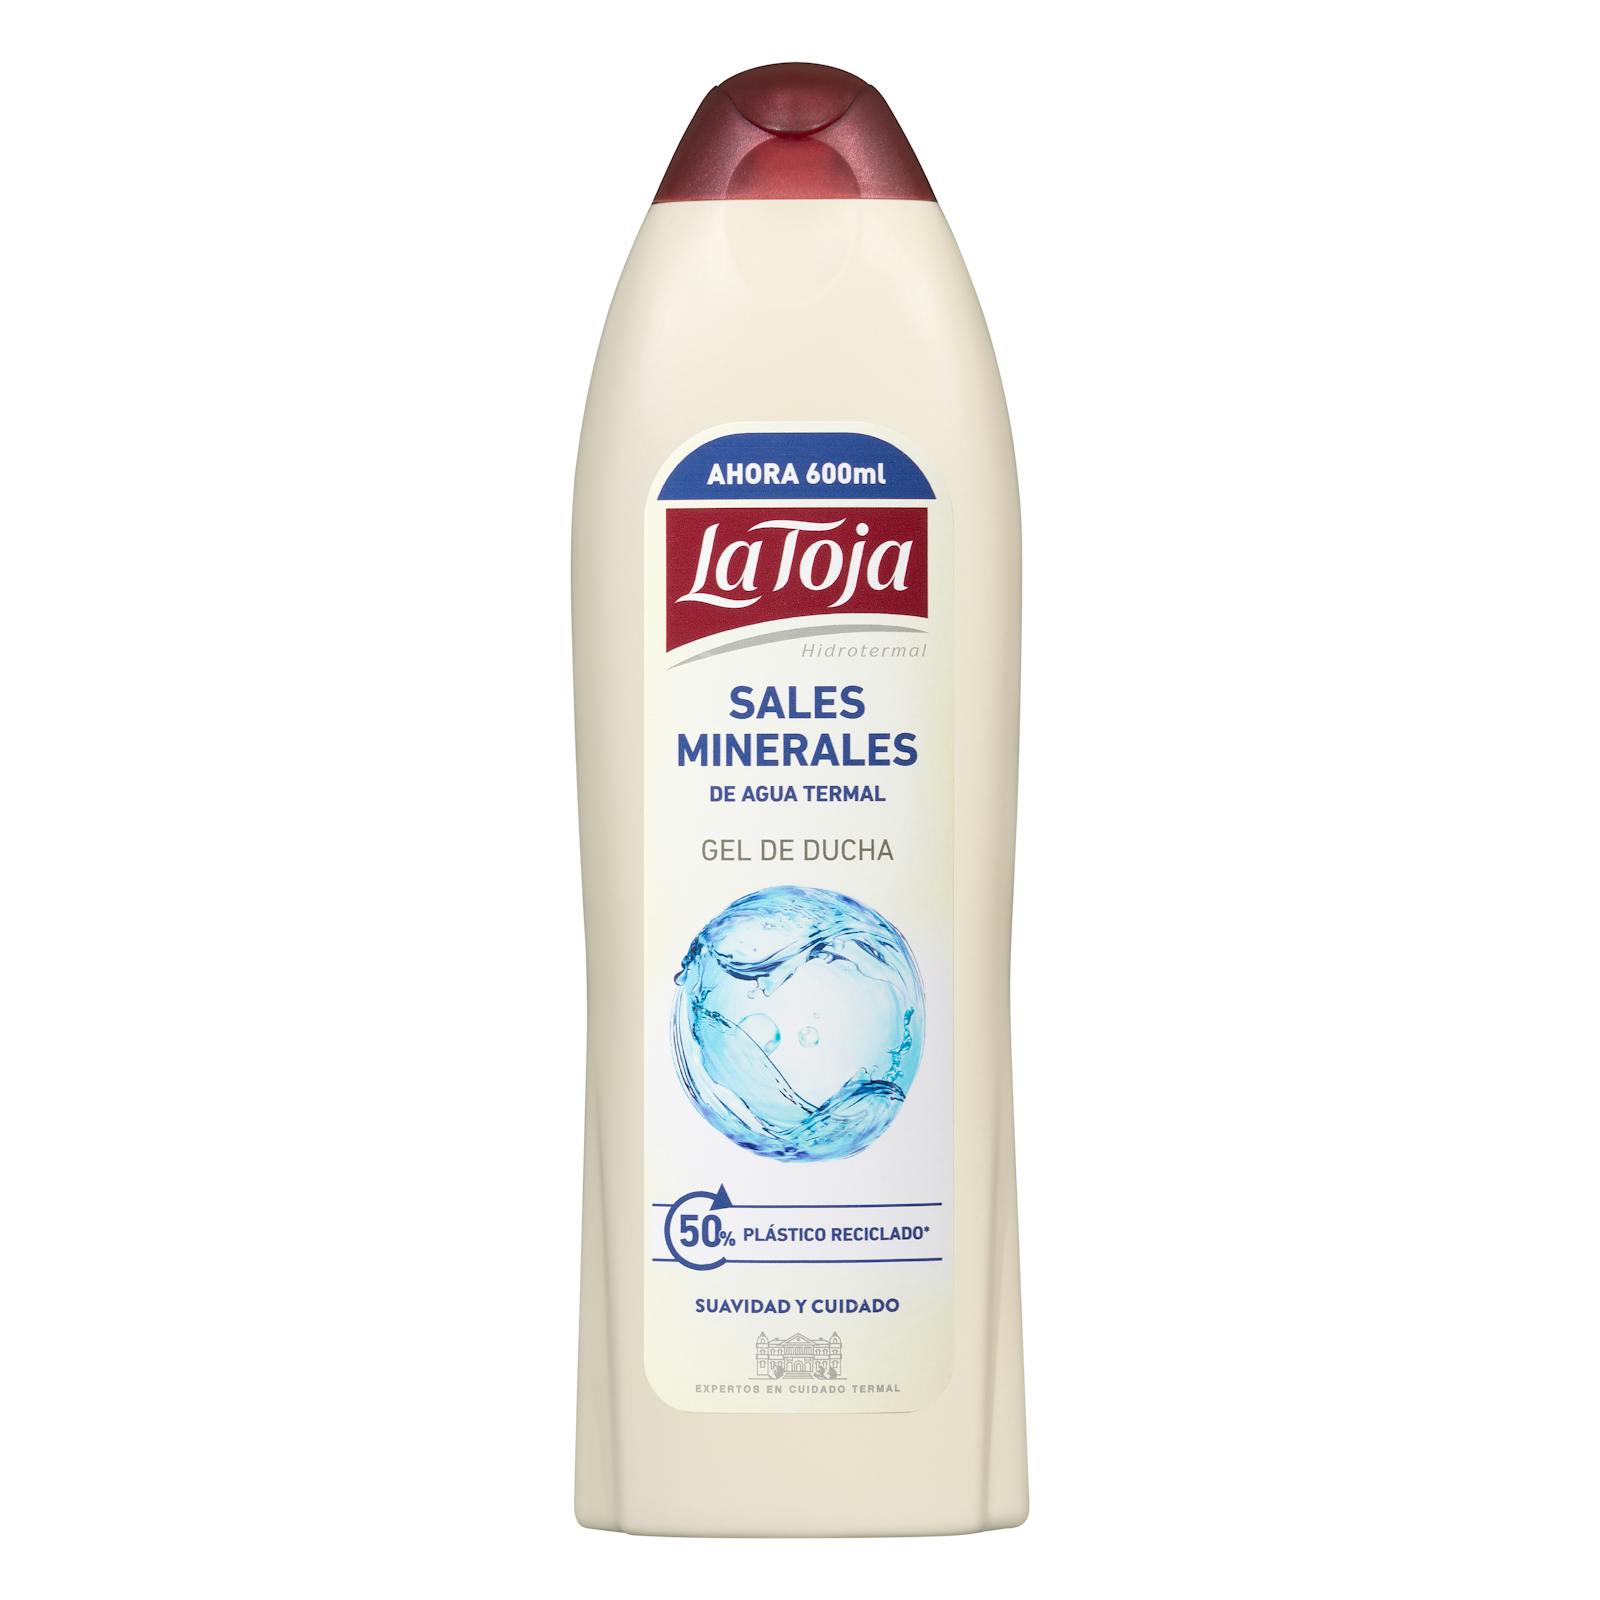 AHORA 600ml
La Toja
Hidrotermal
SALES
MINERALES
DE AGUA TERMAL
GEL DE DUCHA
50% PLÁSTICO RECICLADO*
SUAVIDAD Y CUIDADO
EXPERTOS EN CUIDADO TERMAL